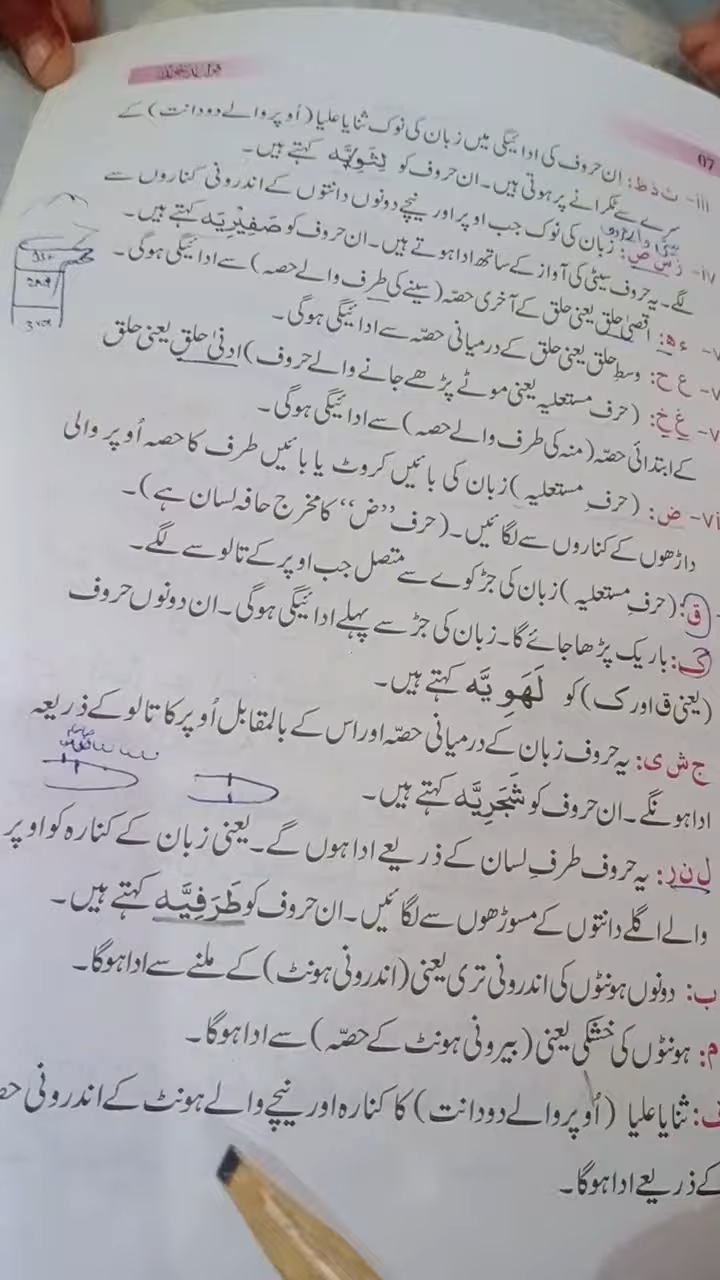 07
iii- ث ذ ظ: ان حروف کی ادائیگی میں زبان کی نوک ثنایا علیا (اُوپر والے دو دانت) کے
سرے سے ٹکرانے پر ہوتی ہیں۔ ان حروف کو لِثَوِیَّہ کہتے ہیں۔
iv- ز س ص: زبان کی نوک جب اوپر اور نیچے دونوں دانتوں کے اندرونی کناروں سے
لگے۔ یہ حروف سیٹی کی آواز کے ساتھ ادا ہوتے ہیں۔ ان حروف کو صَفِیْرِیَہ کہتے ہیں۔
v- ء ھ: اقصیٰ حلق یعنی حلق کے آخری حصّہ (سینے کی طرف والے حصہ) سے ادائیگی ہوگی۔
ع ح: وسطِ حلق یعنی حلق کے درمیانی حصّہ سے ادائیگی ہوگی۔
غ خ: (حرف مستعلیہ یعنی موٹے پڑھے جانے والے حروف) ادنیٰ حلق یعنی حلق
کے ابتدائی حصّہ (منہ کی طرف والے حصہ) سے ادائیگی ہوگی۔
ض: (حرفِ مستعلیہ) زبان کی بائیں کروٹ یا بائیں طرف کا حصہ اُوپر والی
داڑھوں کے کناروں سے لگائیں۔ (حرف ”ض“ کا مخرج حافہ لسان ہے)۔
ق: (حرفِ مستعلیہ) زبان کی جڑ کوے سے متصل جب اوپر کے تالو سے لگے۔
ک: باریک پڑھا جائے گا۔ زبان کی جڑ سے پہلے ادائیگی ہوگی۔ ان دونوں حروف
(یعنی ق اور ک) کو لَھَوِیَّہ کہتے ہیں۔
ج ش ی: یہ حروف زبان کے درمیانی حصّہ اور اس کے بالمقابل اُوپر کا تالو کے ذریعہ
ادا ہونگے۔ ان حروف کو شَجَرِیَّہ کہتے ہیں۔
ل ن ر: یہ حروف طرفِ لسان کے ذریعے ادا ہوں گے۔ یعنی زبان کے کنارہ کو اوپر
والے اگلے دانتوں کے مسوڑھوں سے لگائیں۔ ان حروف کو طَرَفِیَّہ کہتے ہیں۔
ب: دونوں ہونٹوں کی اندرونی تری یعنی (اندرونی ہونٹ) کے ملنے سے ادا ہوگا۔
م: ہونٹوں کی خشکی یعنی (بیرونی ہونٹ کے حصّہ) سے ادا ہوگا۔
ف: ثنایا علیا (اُوپر والے دو دانت) کا کنارہ اور نیچے والے ہونٹ کے اندرونی
کے ذریعے ادا ہوگا۔
1st
2nd
3rd